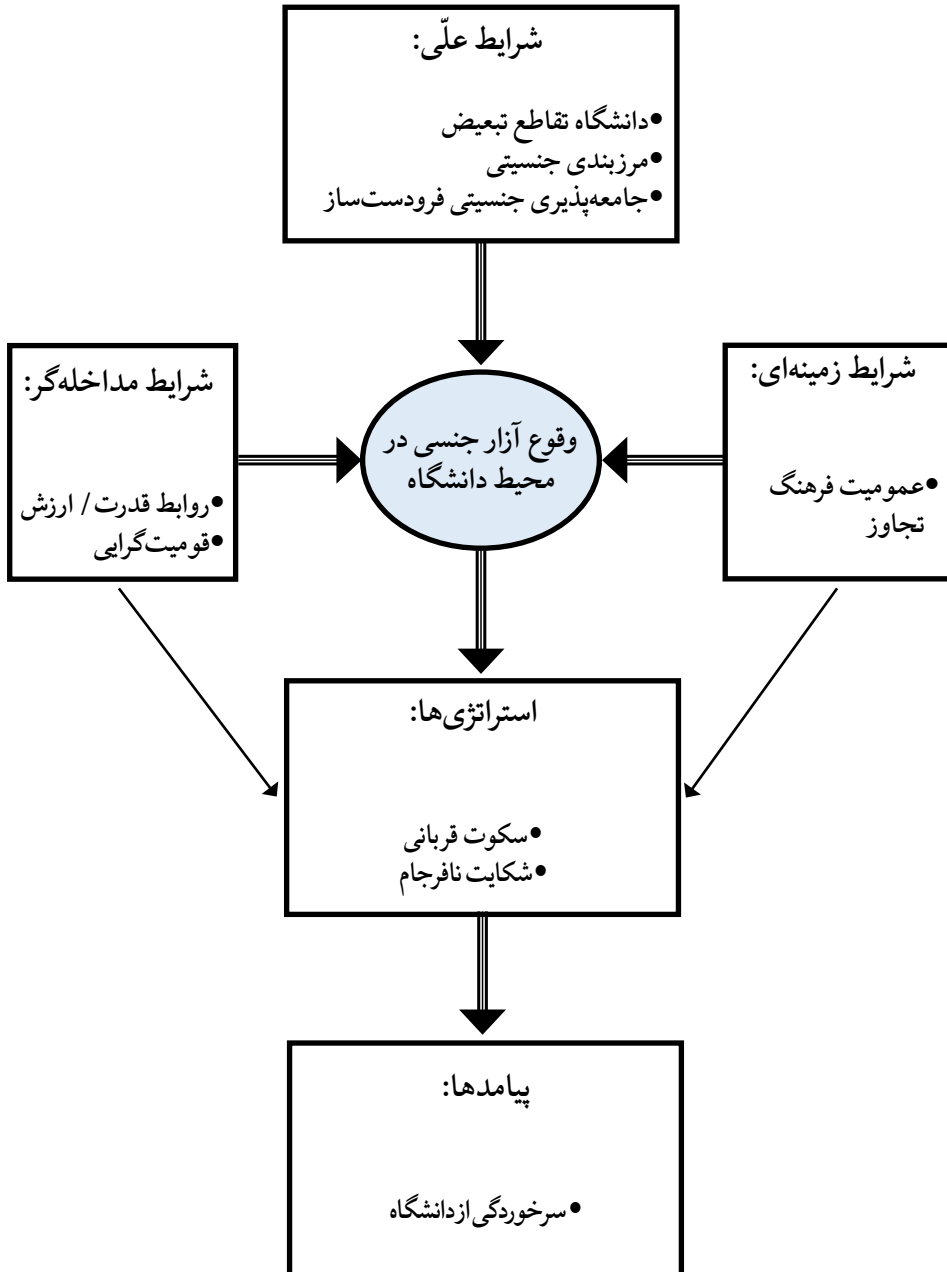 شرایط علّی:
•دانشگاه تقاطع تبعیض
•مرزبندی جنسیتی
•جامعه‌پذیری جنسیتی فرودست‌ساز
شرایط زمینه‌ای:
•عمومیت فرهنگ
تجاوز
وقوع آزار جنسی در
محیط دانشگاه
شرایط مداخله‌گر:
•روابط قدرت / ارزش
•قومیت‌گرایی
استراتژی‌ها:
•سکوت قربانی
•شکایت نافرجام
پیامدها:
•سرخوردگی از دانشگاه